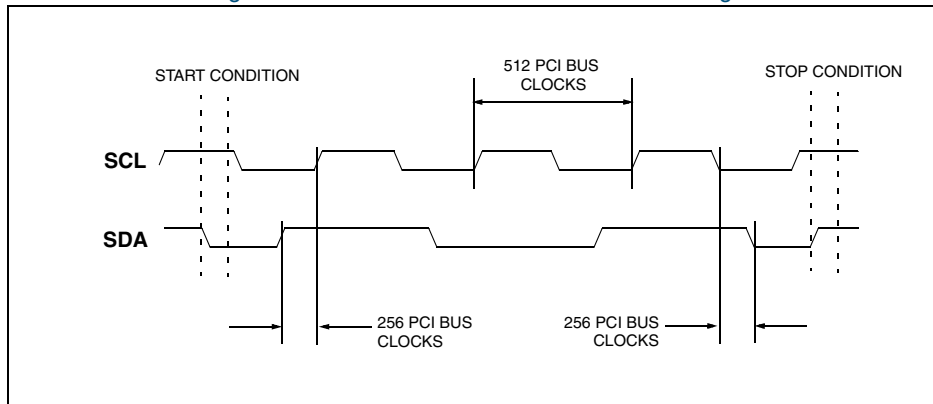 START CONDITION
512 PCI BUS
CLOCKS
STOP CONDITION
SCL
SDA
256 PCI BUS
CLOCKS
256 PCI BUS
CLOCKS